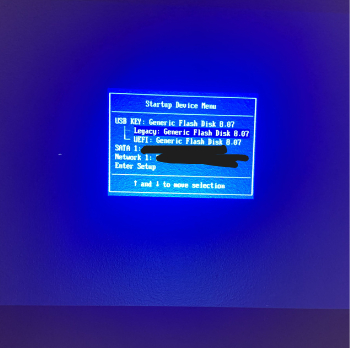 Startup Device Menu
USB KEY: Generic Flash Disk 8.07
Legacy: Generic Flash Disk 8.07
UEFI: Generic Flash Disk 8.07
SATA 1:
Network 1:
Enter Setup
↑ and ↓ to move selection